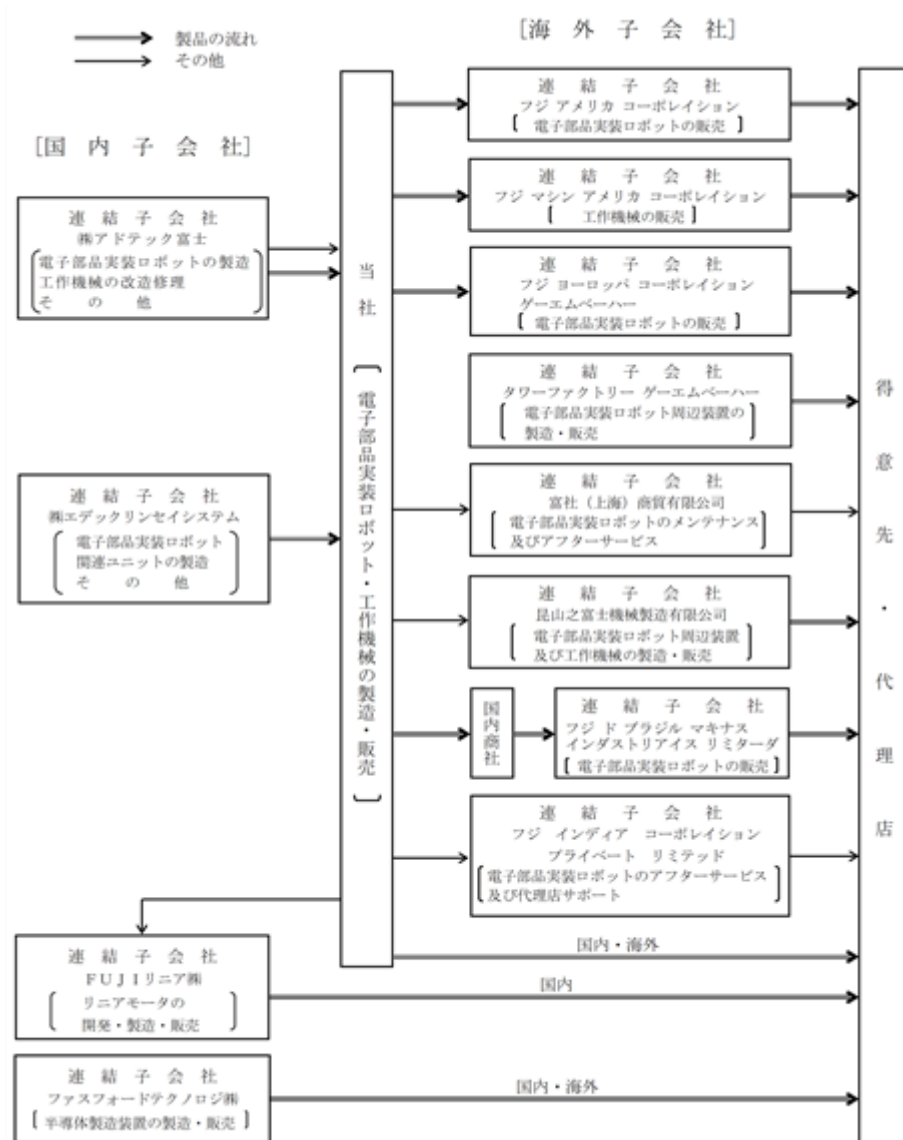 製品の流れ
その他
[国内子会社]
連結子会社
㈱アドテック富士
電子部品実装ロボットの製造
工作機械の改造修理
その他
連結子会社
㈱エデックリンセイシステム
電子部品実装ロボット
関連ユニットの製造
その他
連結子会社
FUJIリニア㈱
リニアモータの
開発・製造・販売
連結子会社
ファスフォードテクノロジ㈱
[半導体製造装置の製造・販売]
当社
[電子部品実装ロボット・工作機械の製造・販売]
[海外子会社]
連結子会社
フジ アメリカ コーポレイション
[電子部品実装ロボットの販売]
連結子会社
フジ マシン アメリカ コーポレイション
[工作機械の販売]
連結子会社
フジ ヨーロッパ コーポレイション
ゲーエムベーハー
[電子部品実装ロボットの販売]
連結子会社
タワーファクトリー ゲーエムベーハー
電子部品実装ロボット周辺装置の
製造・販売
連結子会社
富社（上海）商貿有限公司
電子部品実装ロボットのメンテナンス
及びアフターサービス
連結子会社
昆山之富士機械製造有限公司
電子部品実装ロボット周辺装置
及び工作機械の製造・販売
国内商社
連結子会社
フジ ド ブラジル マキナス
インダストリアイス リミターダ
[電子部品実装ロボットの販売]
連結子会社
フジ インディア コーポレイション
プライベート リミテッド
電子部品実装ロボットのアフターサービス
及び代理店サポート
国内・海外
国内
国内・海外
得意先・代理店